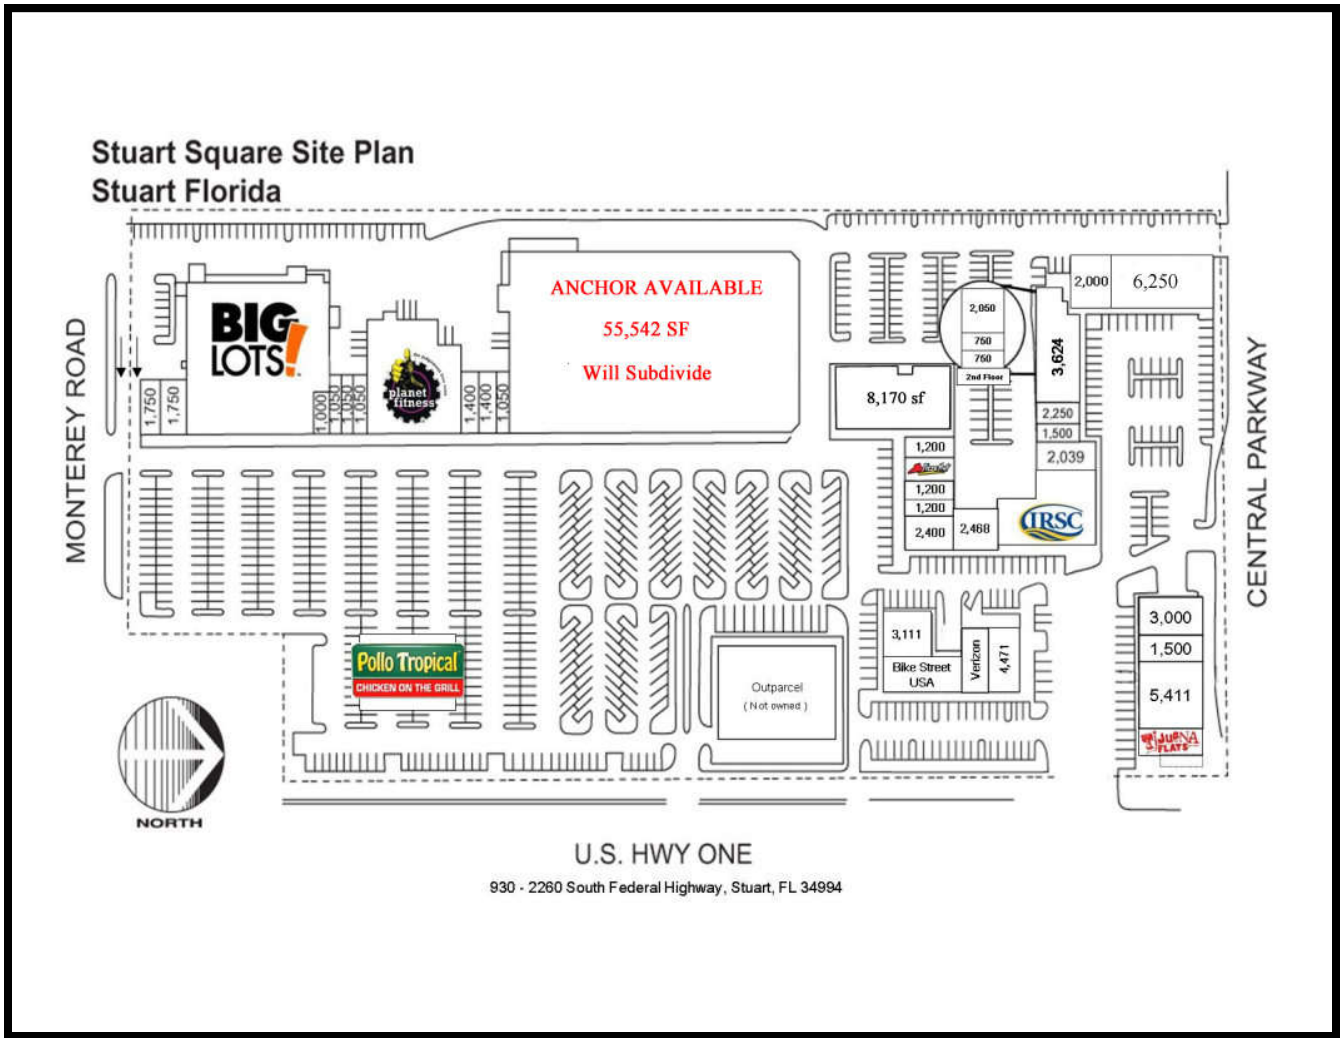 Stuart Square Site Plan
Stuart Florida
MONTEREY ROAD
1,750
1,750
BIG
LOTS!
1,000
1,050
1,050
1,050
planet
fitness
1,400
1,400
1,050
ANCHOR AVAILABLE
55,542 SF
Will Subdivide
2,050
750
750
2nd Floor
3,624
2,000
6,250
8,170 sf
2,250
1,500
2,039
1,200
1,200
1,200
2,400
2,468
IRSC
CENTRAL PARKWAY
Pollo Tropical
CHICKEN ON THE GRILL
Outparcel
( Not owned )
3,111
Bike Street
USA
Verizon
4,471
3,000
1,500
5,411
JUANA
FLATS
NORTH
U.S. HWY ONE
930 - 2260 South Federal Highway, Stuart, FL 34994